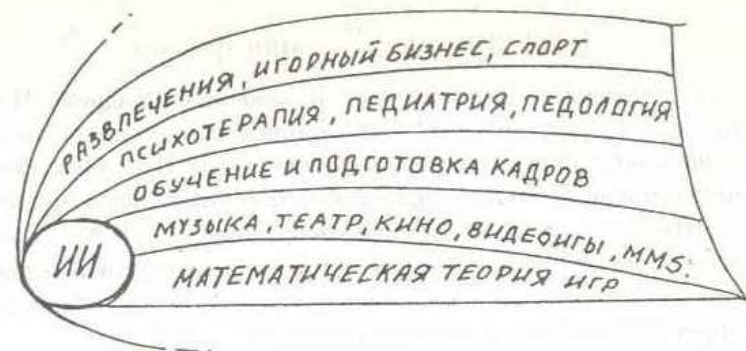 РАЗВЛЕЧЕНИЯ, ИГОРНЫЙ БИЗНЕС, СПОРТ
ПСИХОТЕРАПИЯ, ПЕДИАТРИЯ, ПЕДОЛОГИЯ
ОБУЧЕНИЕ И ПОДГОТОВКА КАДРОВ
МУЗЫКА, ТЕАТР, КИНО, ВИДЕОИГЫ, MMS.
ИИ
МАТЕМАТИЧЕСКАЯ ТЕОРИЯ ИГР